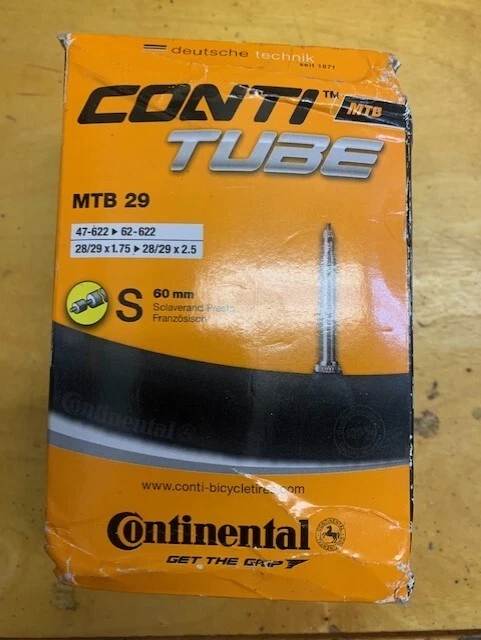 deutsche technik
seit 1871
CONTI™ MTB
TUBE
MTB 29
47-622 ▸ 62-622
28/29 x 1.75 ▸ 28/29 x 2.5
S 60 mm
Sclaverand Presta
Französisch
Continental
www.conti-bicycletires.com
Continental
GET THE GRIP